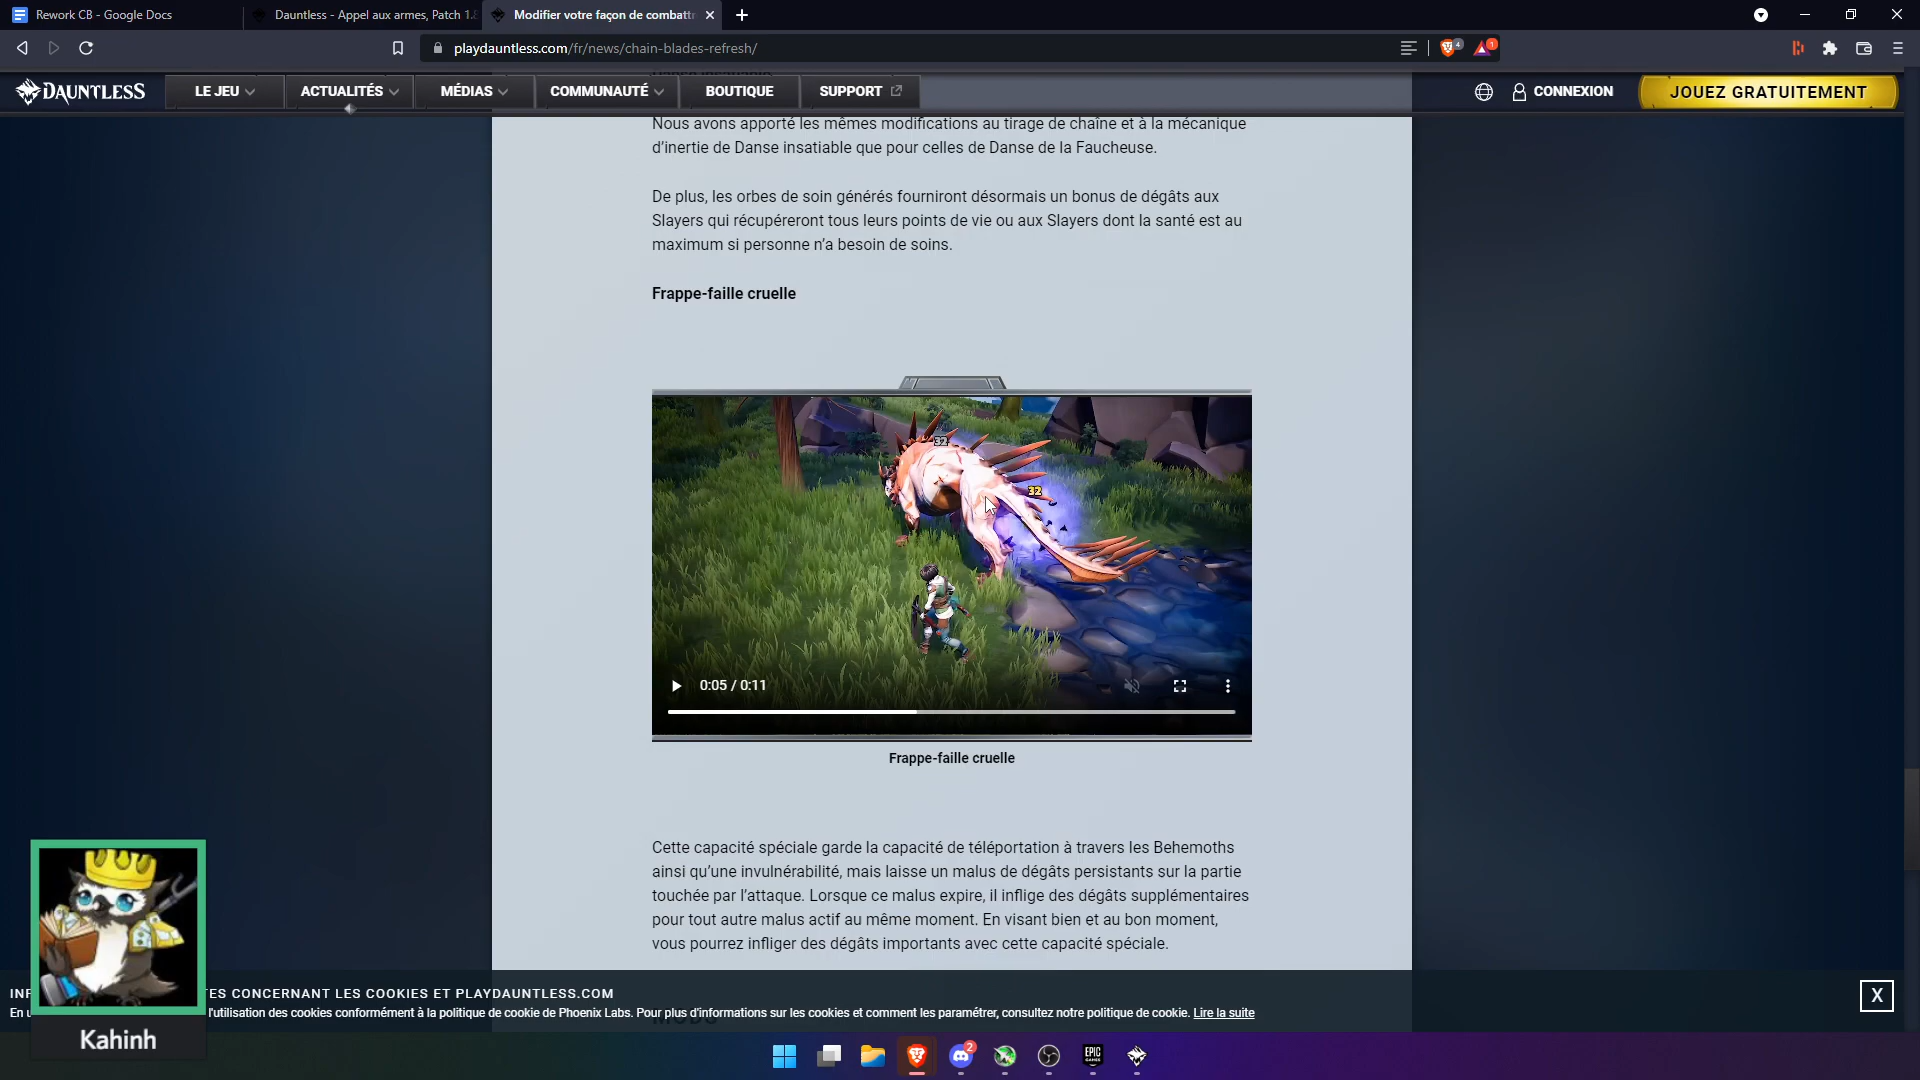 Rework CB - Google Docs
Dauntless - Appel aux armes, Patch 1.
Modifier votre façon de combattr
playdauntless.com/fr/news/chain-blades-refresh/
4
1
DAUNTLESS
LE JEU
ACTUALITÉS
MÉDIAS
COMMUNAUTÉ
BOUTIQUE
SUPPORT
CONNEXION
JOUEZ GRATUITEMENT
Nous avons apporté les mêmes modifications au tirage de chaîne et à la mécanique
d’inertie de Danse insatiable que pour celles de Danse de la Faucheuse.
De plus, les orbes de soin générés fourniront désormais un bonus de dégâts aux
Slayers qui récupéreront tous leurs points de vie ou aux Slayers dont la santé est au
maximum si personne n’a besoin de soins.
Frappe-faille cruelle
32
32
0:05 / 0:11
Frappe-faille cruelle
Cette capacité spéciale garde la capacité de téléportation à travers les Behemoths
ainsi qu’une invulnérabilité, mais laisse un malus de dégâts persistants sur la partie
touchée par l’attaque. Lorsque ce malus expire, il inflige des dégâts supplémentaires
pour tout autre malus actif au même moment. En visant bien et au bon moment,
vous pourrez infliger des dégâts importants avec cette capacité spéciale.
INF TES CONCERNANT LES COOKIES ET PLAYDAUNTLESS.COM
X
En u l'utilisation des cookies conformément à la politique de cookie de Phoenix Labs. Pour plus d'informations sur les cookies et comment les paramétrer, consultez notre politique de cookie. Lire la suite
MODS
Kahinh
2
EPIC GAMES